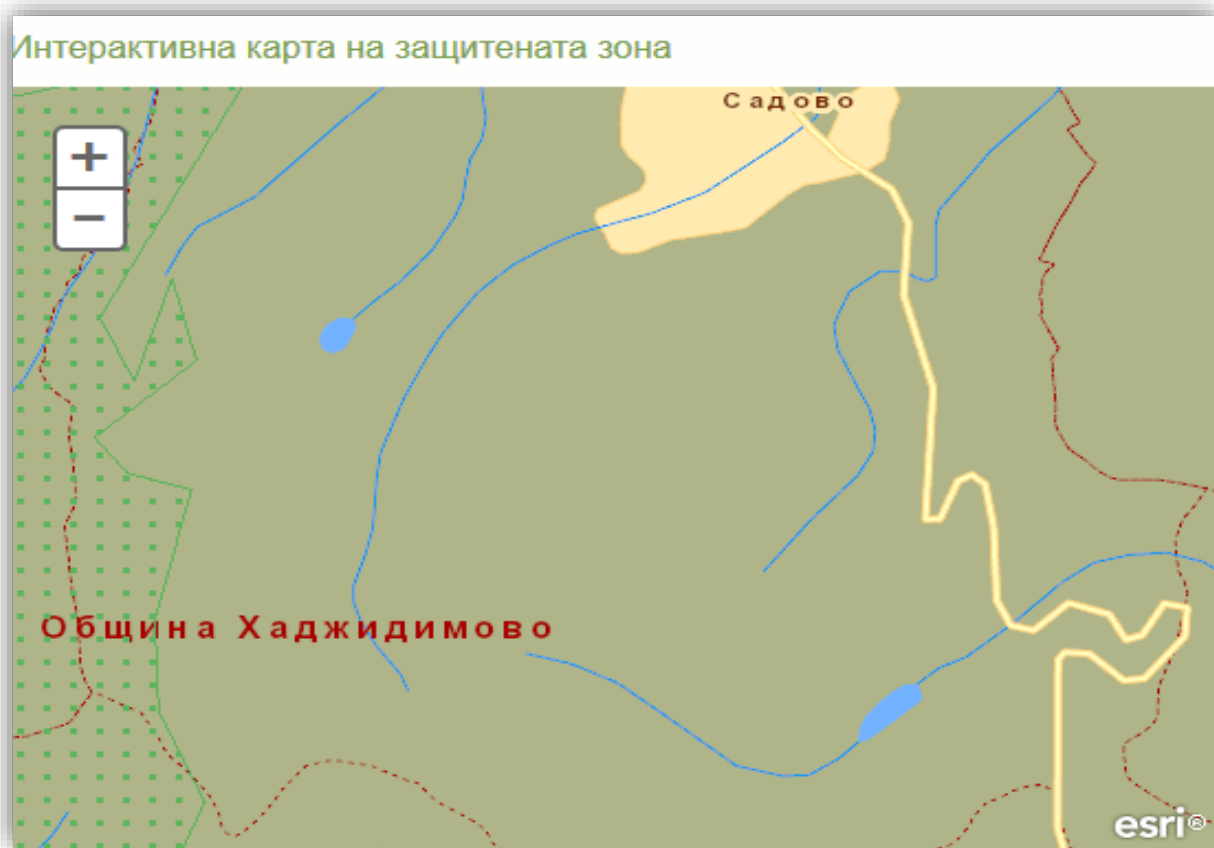 Интерактивна карта на защитената зона
Садово
+
−
Община Хаджидимово
esri®